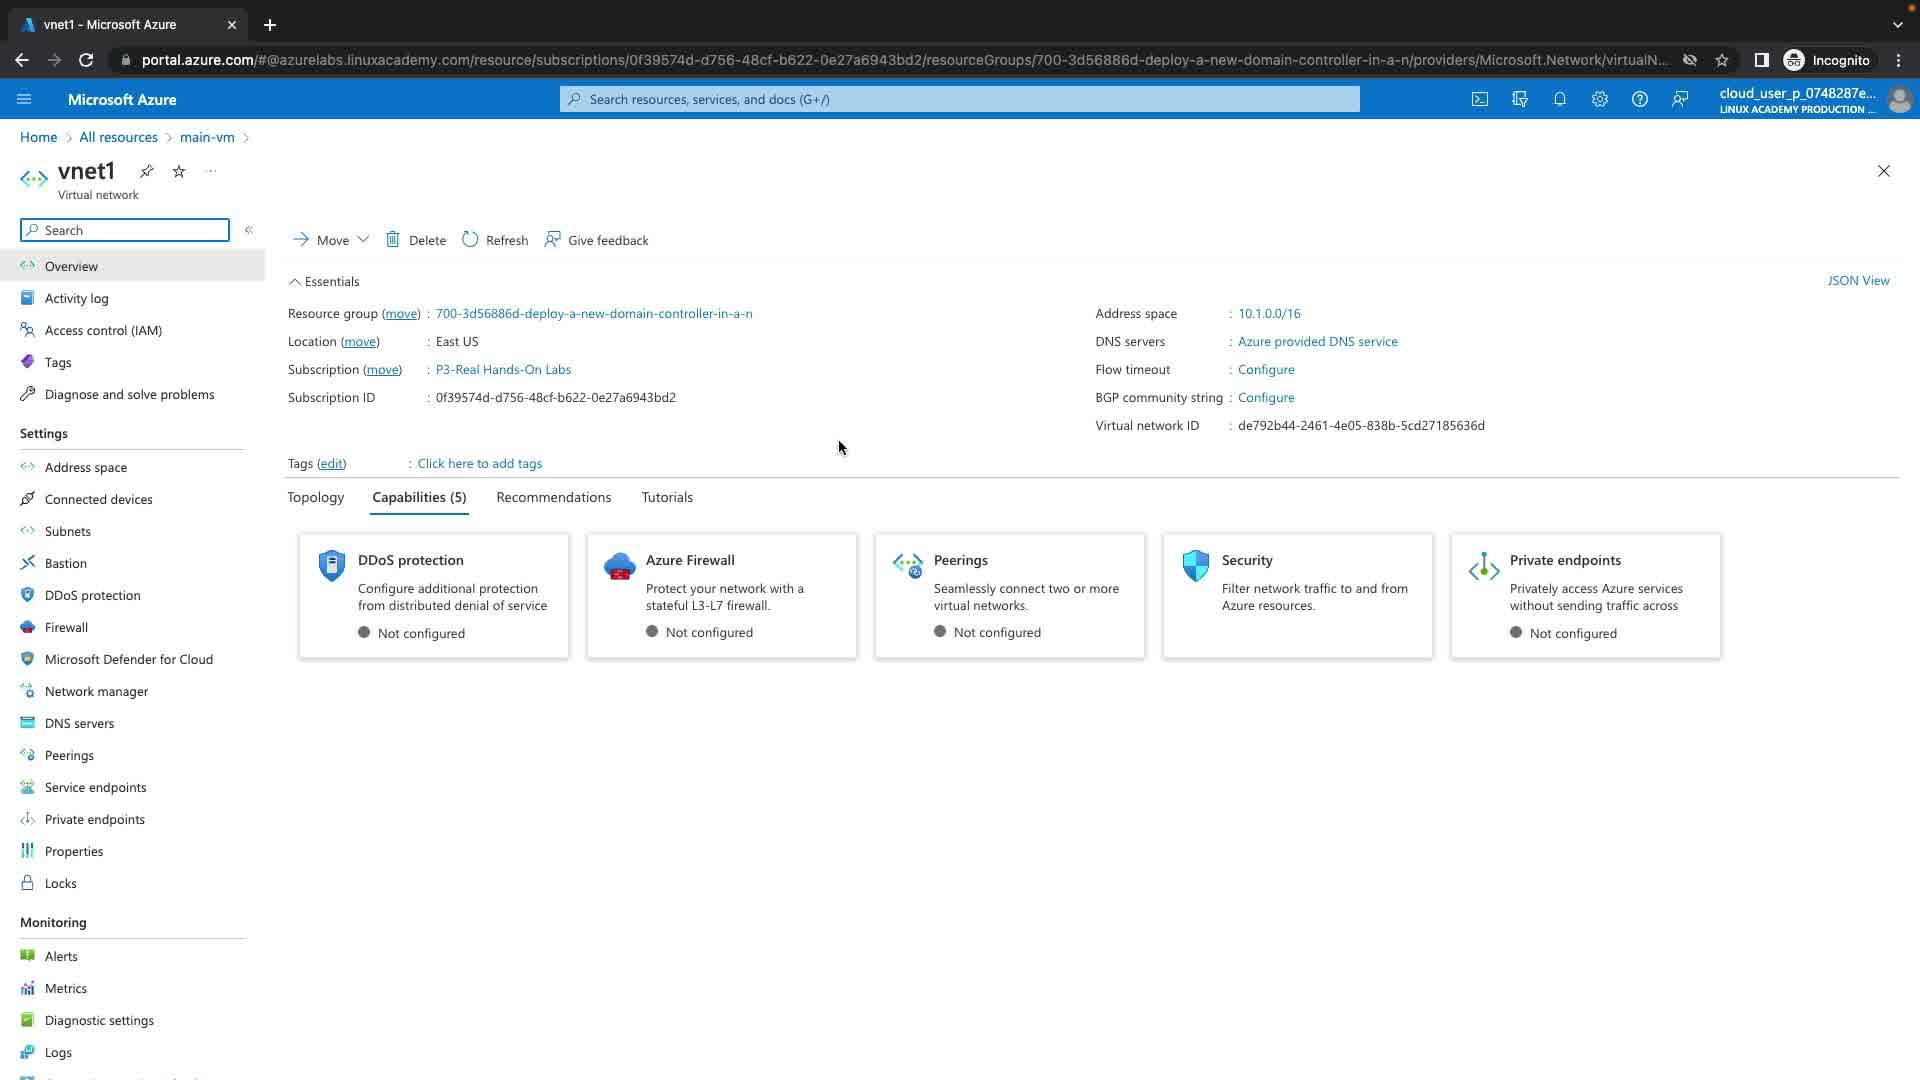 vnet1 - Microsoft Azure
portal.azure.com/#@azurelabs.linuxacademy.com/resource/subscriptions/0f39574d-d756-48cf-b622-0e27a6943bd2/resourceGroups/700-3d56886d-deploy-a-new-domain-controller-in-a-n/providers/Microsoft.Network/virtualN...
Incognito
Microsoft Azure
Search resources, services, and docs (G+/)
cloud_user_p_0748287e...
LINUX ACADEMY PRODUCTION ...
Home > All resources > main-vm >
vnet1
Virtual network
Search
Move
Delete
Refresh
Give feedback
Essentials
JSON View
Resource group (move) : 700-3d56886d-deploy-a-new-domain-controller-in-a-n
Location (move) : East US
Subscription (move) : P3-Real Hands-On Labs
Subscription ID : 0f39574d-d756-48cf-b622-0e27a6943bd2
Address space : 10.1.0.0/16
DNS servers : Azure provided DNS service
Flow timeout : Configure
BGP community string : Configure
Virtual network ID : de792b44-2461-4e05-838b-5cd27185636d
Tags (edit) : Click here to add tags
Topology
Capabilities (5)
Recommendations
Tutorials
DDoS protection
Configure additional protection
from distributed denial of service
Not configured
Azure Firewall
Protect your network with a
stateful L3-L7 firewall.
Not configured
Peerings
Seamlessly connect two or more
virtual networks.
Not configured
Security
Filter network traffic to and from
Azure resources.
Private endpoints
Privately access Azure services
without sending traffic across
Not configured
Overview
Activity log
Access control (IAM)
Tags
Diagnose and solve problems
Settings
Address space
Connected devices
Subnets
Bastion
DDoS protection
Firewall
Microsoft Defender for Cloud
Network manager
DNS servers
Peerings
Service endpoints
Private endpoints
Properties
Locks
Monitoring
Alerts
Metrics
Diagnostic settings
Logs